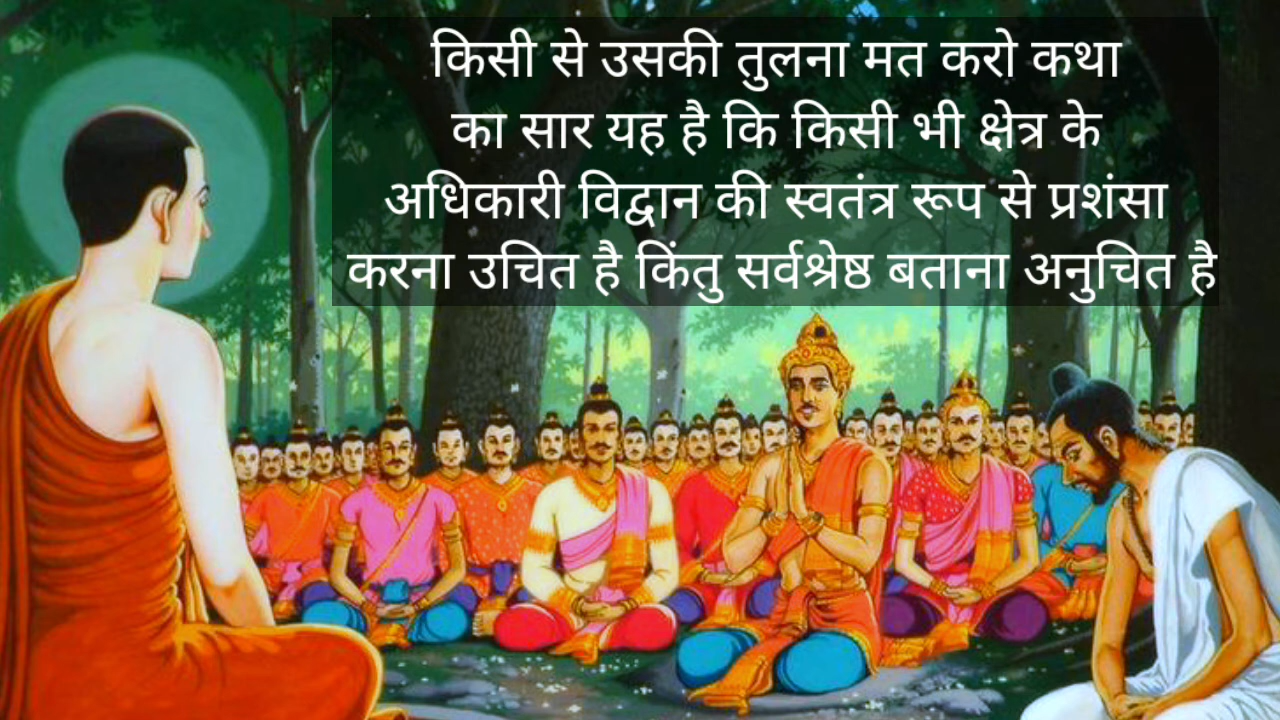 किसी से उसकी तुलना मत करो कथा
का सार यह है कि किसी भी क्षेत्र के
अधिकारी विद्वान की स्वतंत्र रूप से प्रशंसा
करना उचित है किंतु सर्वश्रेष्ठ बताना अनुचित है